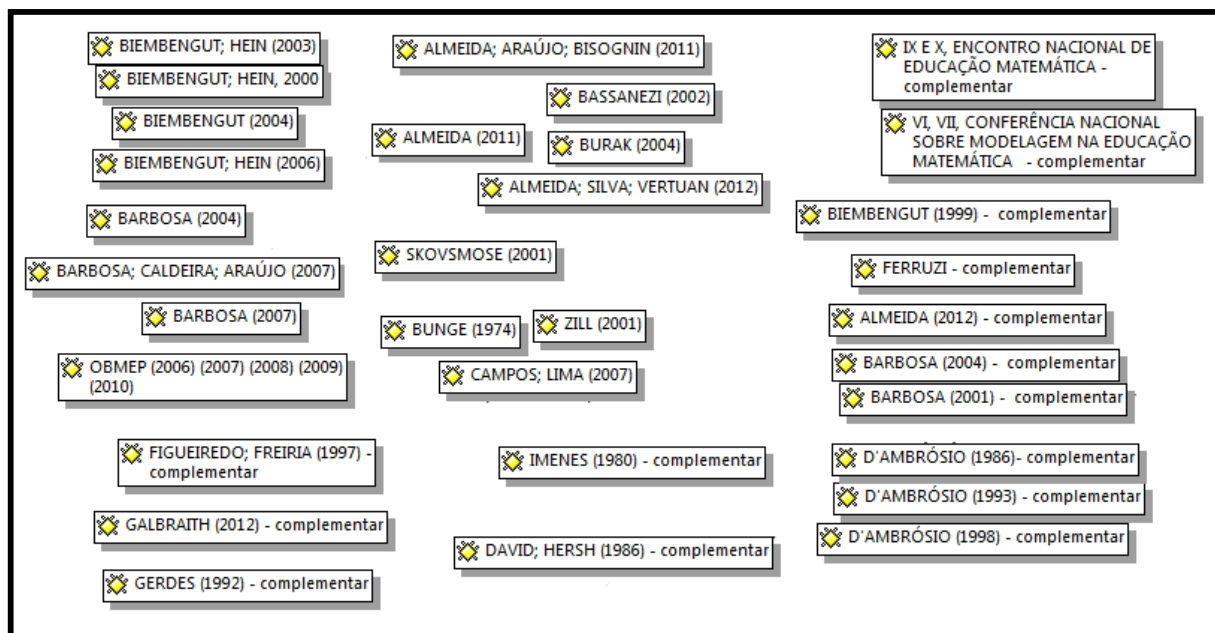 BIEMBENGUT; HEIN (2003)
BIEMBENGUT; HEIN, 2000
BIEMBENGUT (2004)
BIEMBENGUT; HEIN (2006)
BARBOSA (2004)
BARBOSA; CALDEIRA; ARAÚJO (2007)
BARBOSA (2007)
OBMEP (2006) (2007) (2008) (2009)
(2010)
FIGUEIREDO; FREIRIA (1997) -
complementar
GALBRAITH (2012) - complementar
GERDES (1992) - complementar
ALMEIDA; ARAÚJO; BISOGNIN (2011)
BASSANEZI (2002)
ALMEIDA (2011)
BURAK (2004)
ALMEIDA; SILVA; VERTUAN (2012)
SKOVSMOSE (2001)
BUNGE (1974)
ZILL (2001)
CAMPOS; LIMA (2007)
IMENES (1980) - complementar
DAVID; HERSH (1986) - complementar
IX E X, ENCONTRO NACIONAL DE
EDUCAÇÃO MATEMÁTICA -
complementar
VI, VII, CONFERÊNCIA NACIONAL
SOBRE MODELAGEM NA EDUCAÇÃO
MATEMÁTICA - complementar
BIEMBENGUT (1999) - complementar
FERRUZI - complementar
ALMEIDA (2012) - complementar
BARBOSA (2004) - complementar
BARBOSA (2001) - complementar
D'AMBRÓSIO (1986)- complementar
D'AMBRÓSIO (1993) - complementar
D'AMBRÓSIO (1998) - complementar